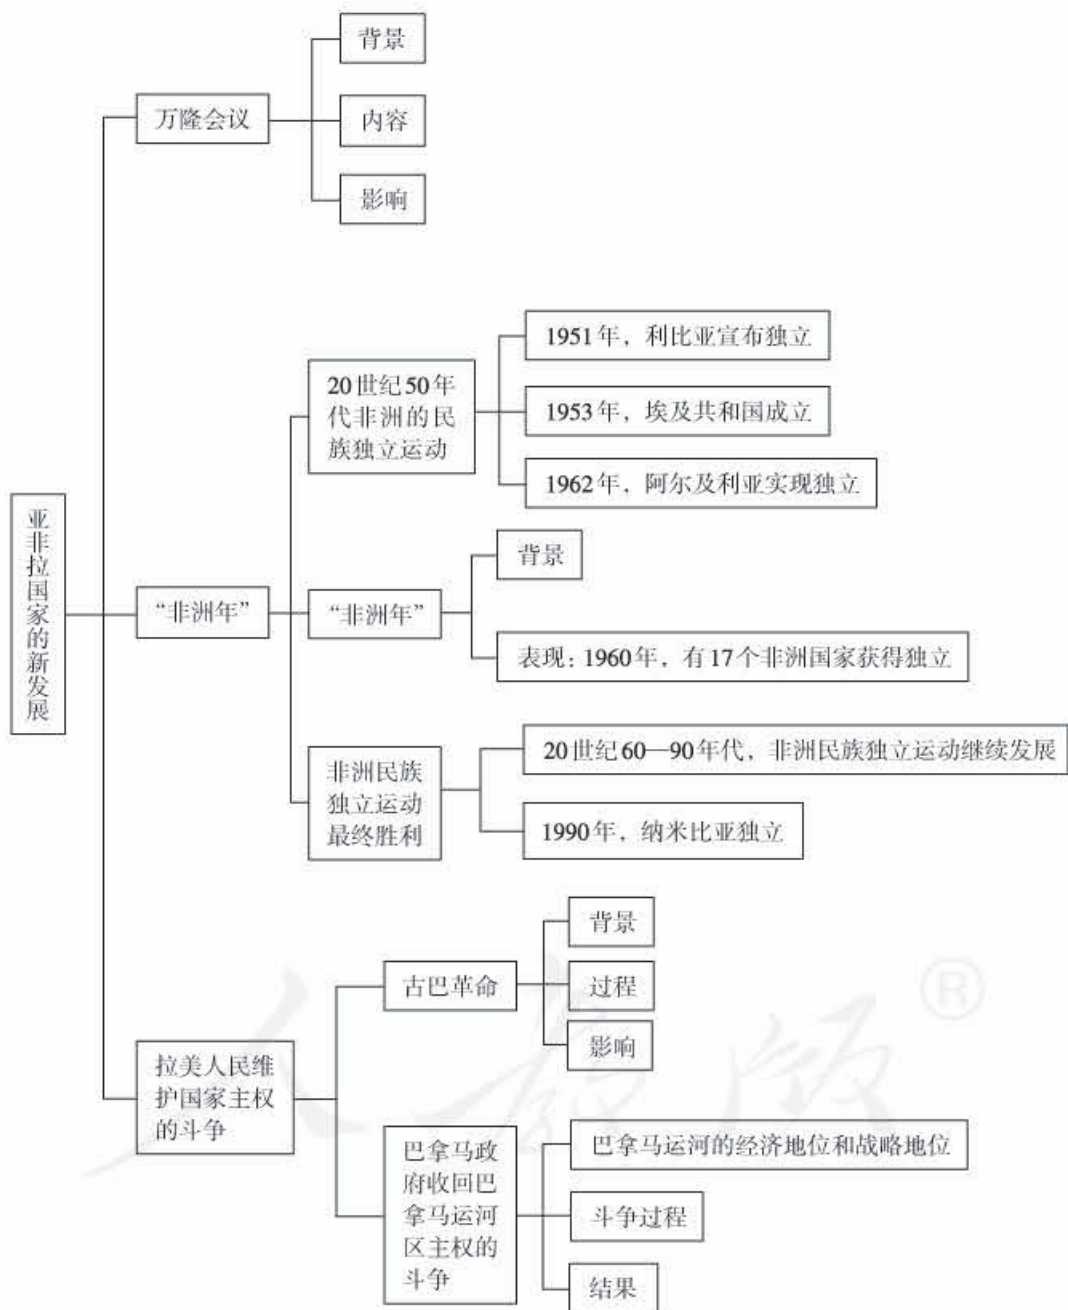 亚非拉国家的新发展
万隆会议
背景
内容
影响
“非洲年”
20世纪50年
代非洲的民
族独立运动
1951年，利比亚宣布独立
1953年，埃及共和国成立
1962年，阿尔及利亚实现独立
“非洲年”
背景
表现：1960年，有17个非洲国家获得独立
非洲民族
独立运动
最终胜利
20世纪60—90年代，非洲民族独立运动继续发展
1990年，纳米比亚独立
拉美人民维
护国家主权
的斗争
古巴革命
背景
过程
影响
巴拿马政
府收回巴
拿马运河
区主权的
斗争
巴拿马运河的经济地位和战略地位
斗争过程
结果
人教版®